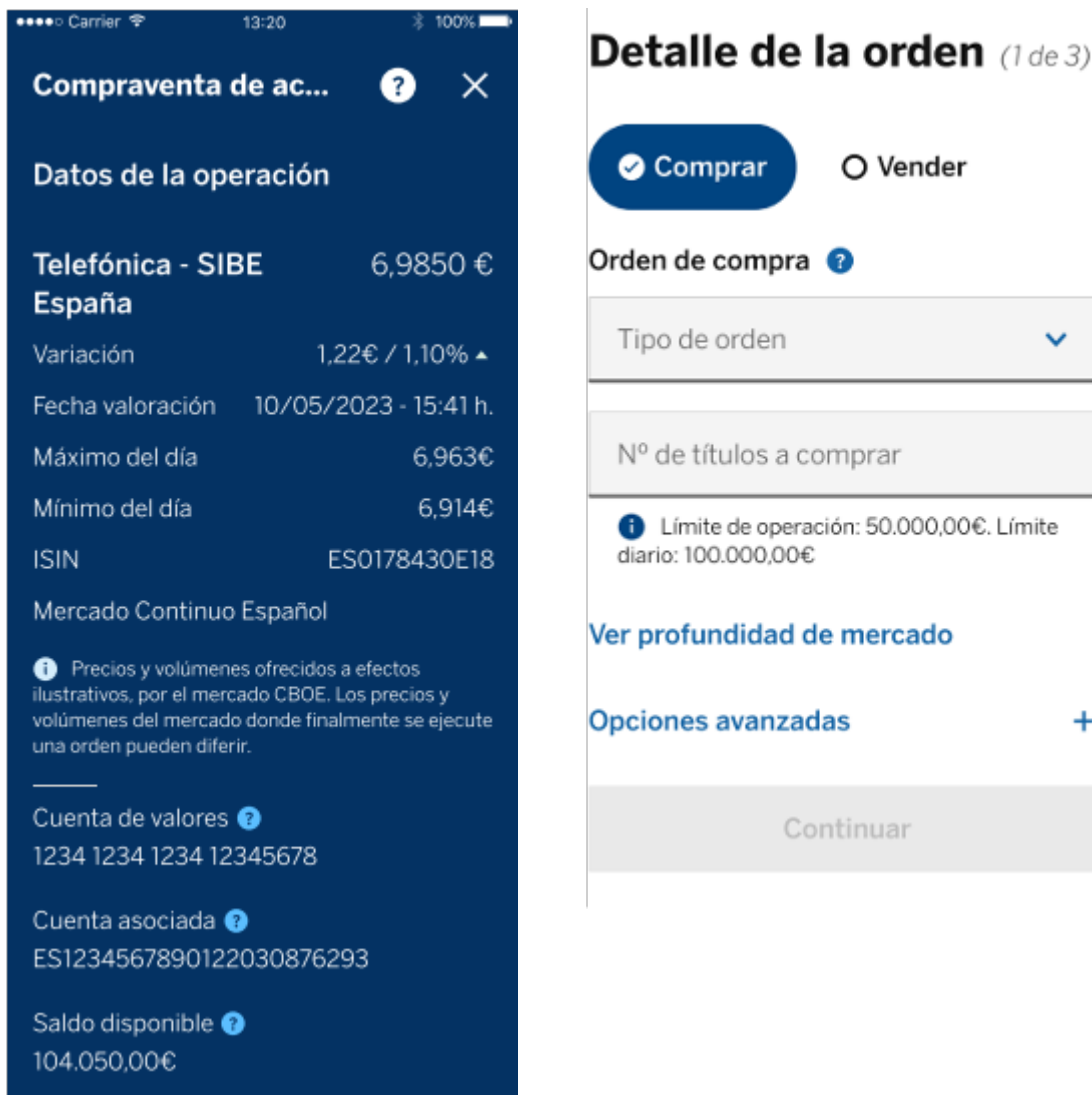 Carrier 13:20 100%
Compraventa de ac...
Datos de la operación
Telefónica - SIBE 6,9850 €
España
Variación 1,22€ / 1,10%
Fecha valoración 10/05/2023 - 15:41 h.
Máximo del día 6,963€
Mínimo del día 6,914€
ISIN ES0178430E18
Mercado Continuo Español
Precios y volúmenes ofrecidos a efectos
ilustrativos, por el mercado CBOE. Los precios y
volúmenes del mercado donde finalmente se ejecute
una orden pueden diferir.
Cuenta de valores
1234 1234 1234 12345678
Cuenta asociada
ES1234567890122030876293
Saldo disponible
104.050,00€
Detalle de la orden (1 de 3)
Comprar Vender
Orden de compra
Tipo de orden
Nº de títulos a comprar
Límite de operación: 50.000,00€. Límite
diario: 100.000,00€
Ver profundidad de mercado
Opciones avanzadas +
Continuar